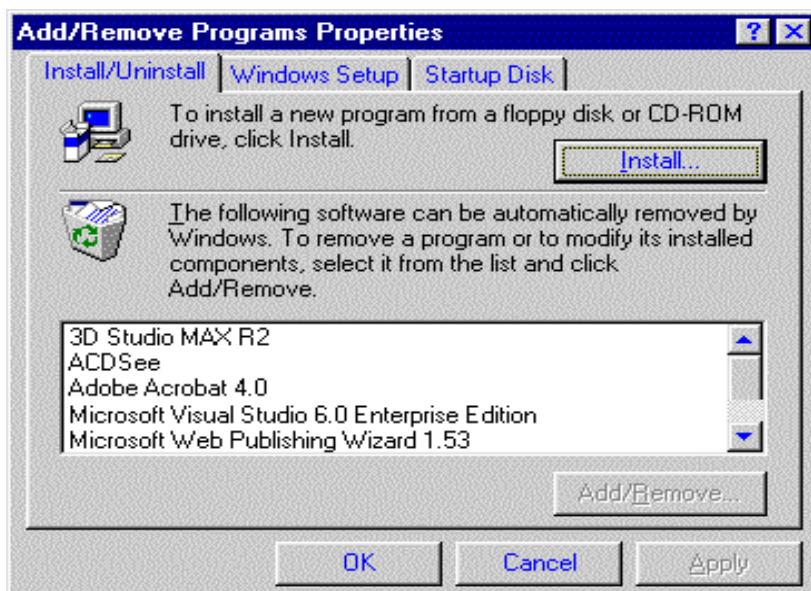 Add/Remove Programs Properties
Install/Uninstall Windows Setup Startup Disk
To install a new program from a floppy disk or CD-ROM
drive, click Install.
Install...
The following software can be automatically removed by
Windows. To remove a program or to modify its installed
components, select it from the list and click
Add/Remove.
3D Studio MAX R2
ACDSee
Adobe Acrobat 4.0
Microsoft Visual Studio 6.0 Enterprise Edition
Microsoft Web Publishing Wizard 1.53
Add/Remove...
OK Cancel Apply